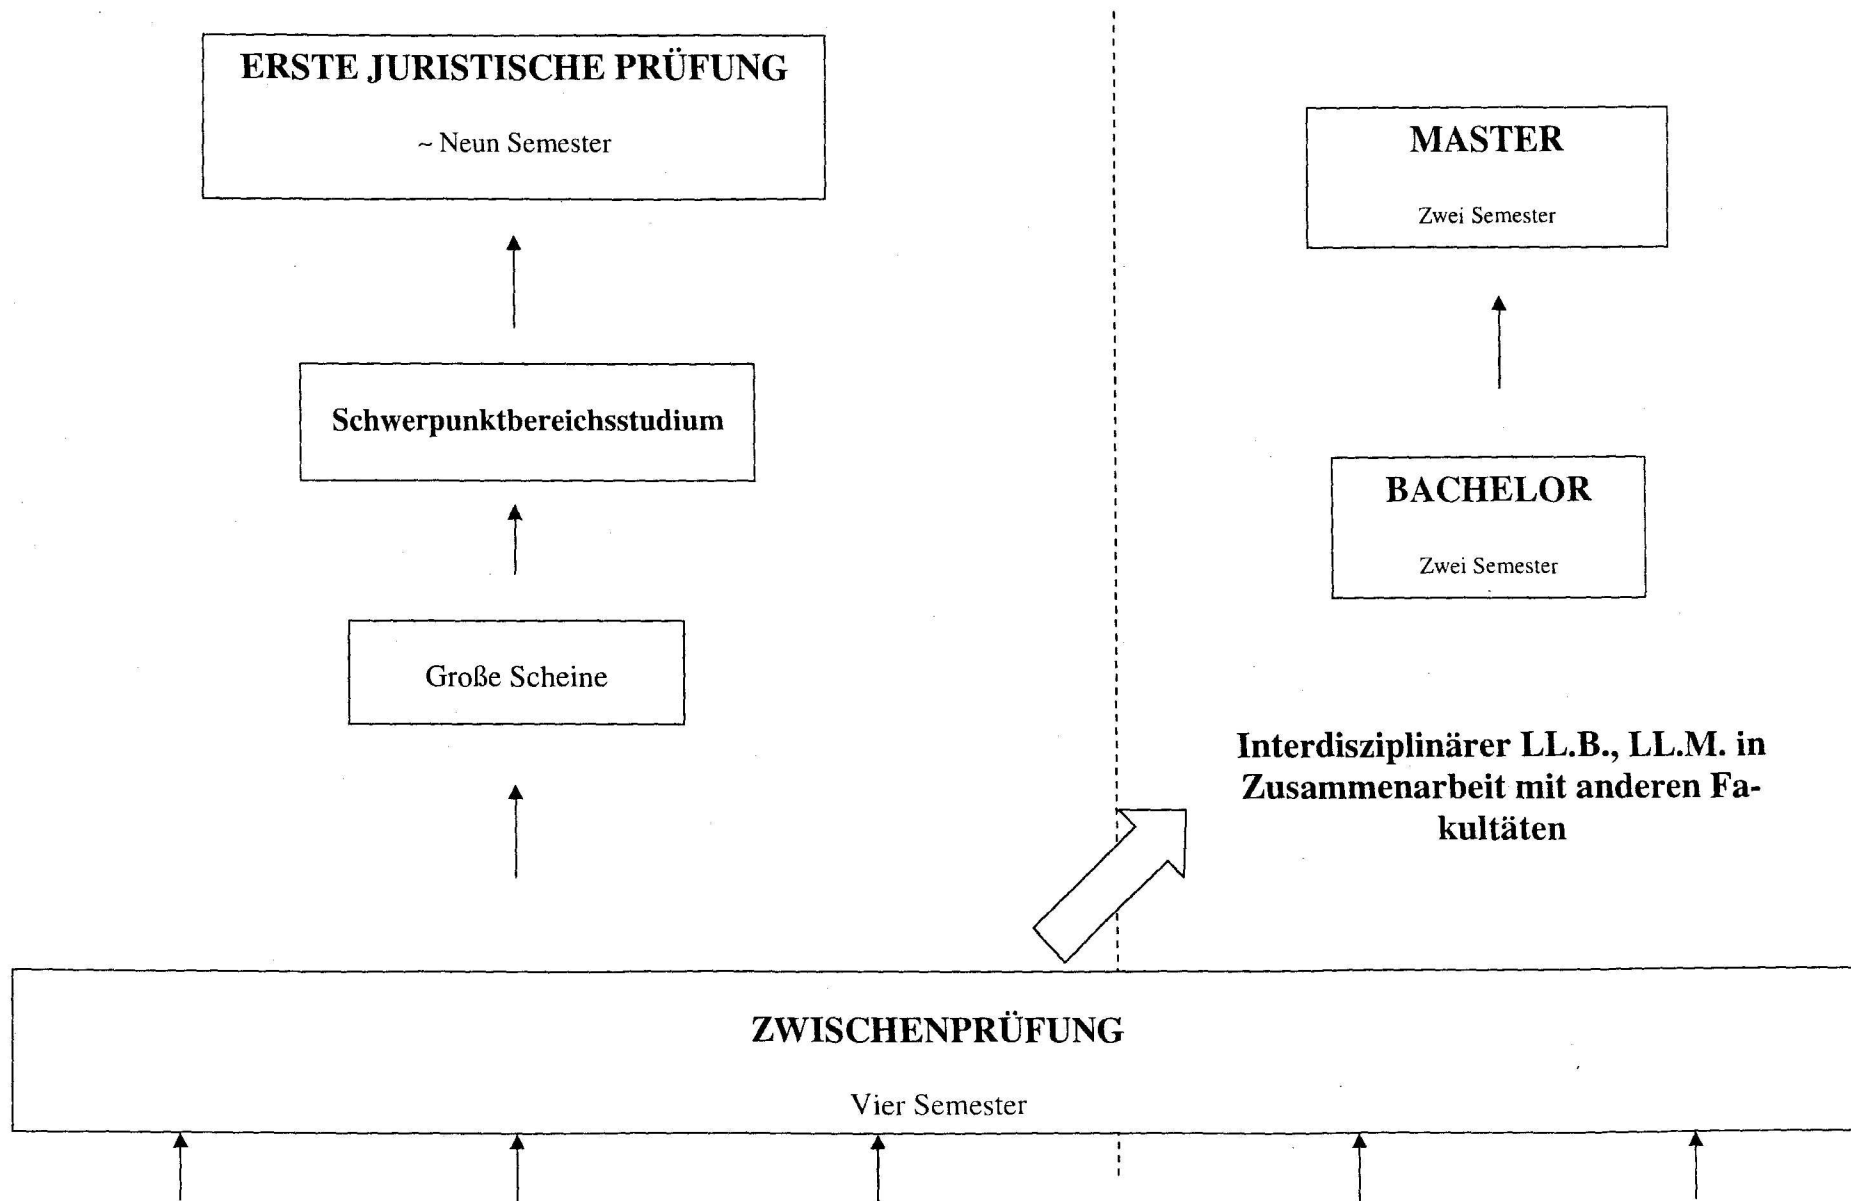 ERSTE JURISTISCHE PRÜFUNG
~ Neun Semester
Schwerpunktbereichsstudium
Große Scheine
MASTER
Zwei Semester
BACHELOR
Zwei Semester
Interdisziplinärer LL.B., LL.M. in
Zusammenarbeit mit anderen Fa-
kultäten
ZWISCHENPRÜFUNG
Vier Semester